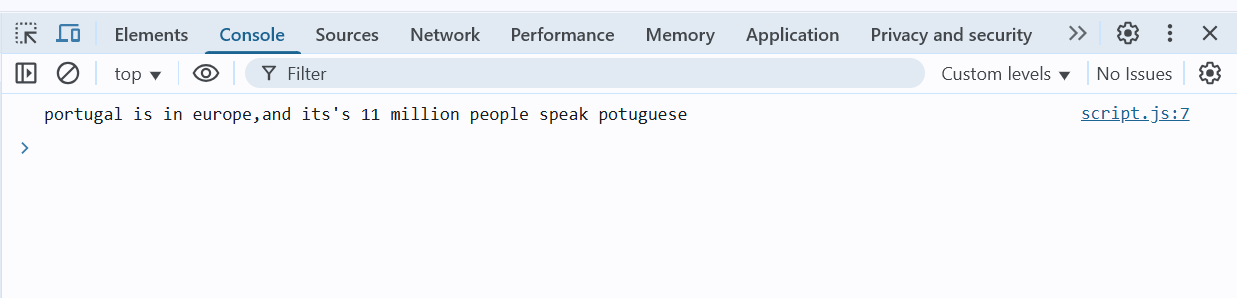 Elements Console Sources Network Performance Memory Application Privacy and security
top Filter Custom levels No Issues
portugal is in europe,and its's 11 million people speak potuguese script.js:7